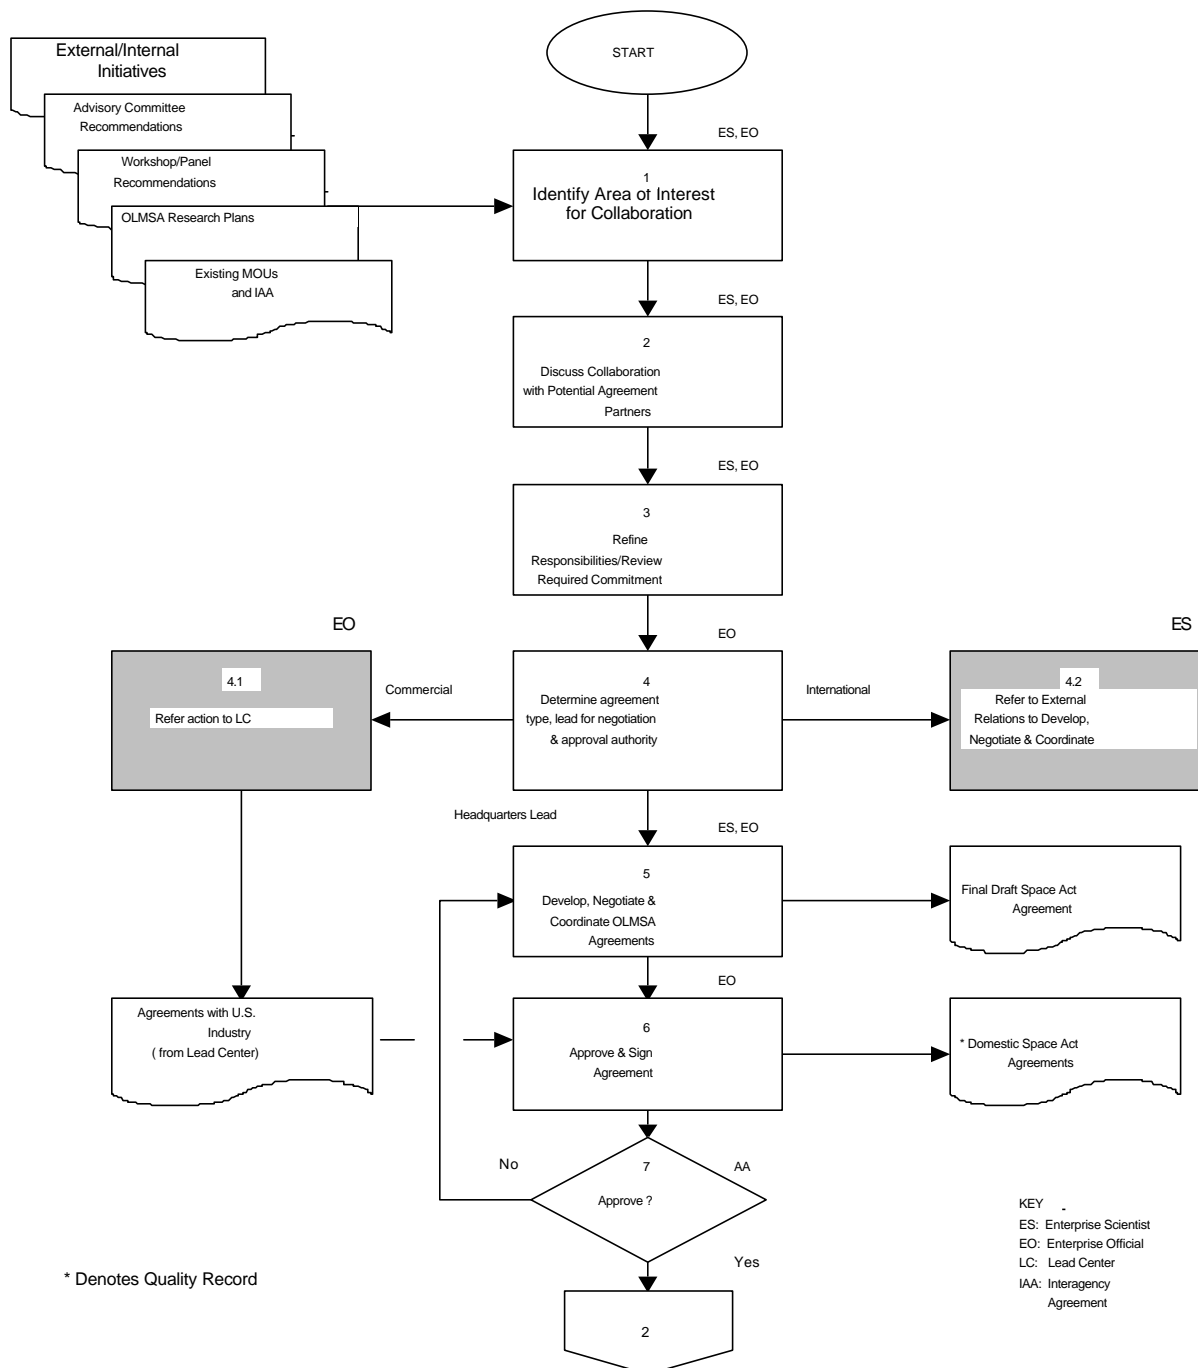 START
External/Internal
Initiatives
Advisory Committee
Recommendations
Workshop/Panel
Recommendations
OLMSA Research Plans
Existing MOUs
and IAA
ES, EO
1
Identify Area of Interest
for Collaboration
ES, EO
2
Discuss Collaboration
with Potential Agreement
Partners
ES, EO
3
Refine
Responsibilities/Review
Required Commitment
EO
EO
ES
4.1
Refer action to LC
Commercial
4
Determine agreement
type, lead for negotiation
& approval authority
International
4.2
Refer to External
Relations to Develop,
Negotiate & Coordinate
Headquarters Lead
ES, EO
5
Develop, Negotiate &
Coordinate OLMSA
Agreements
Final Draft Space Act
Agreement
EO
Agreements with U.S.
Industry
( from Lead Center)
6
Approve & Sign
Agreement
* Domestic Space Act
Agreements
No
7
AA
Approve ?
Yes
KEY
ES: Enterprise Scientist
EO: Enterprise Official
LC: Lead Center
IAA: Interagency
Agreement
* Denotes Quality Record
2